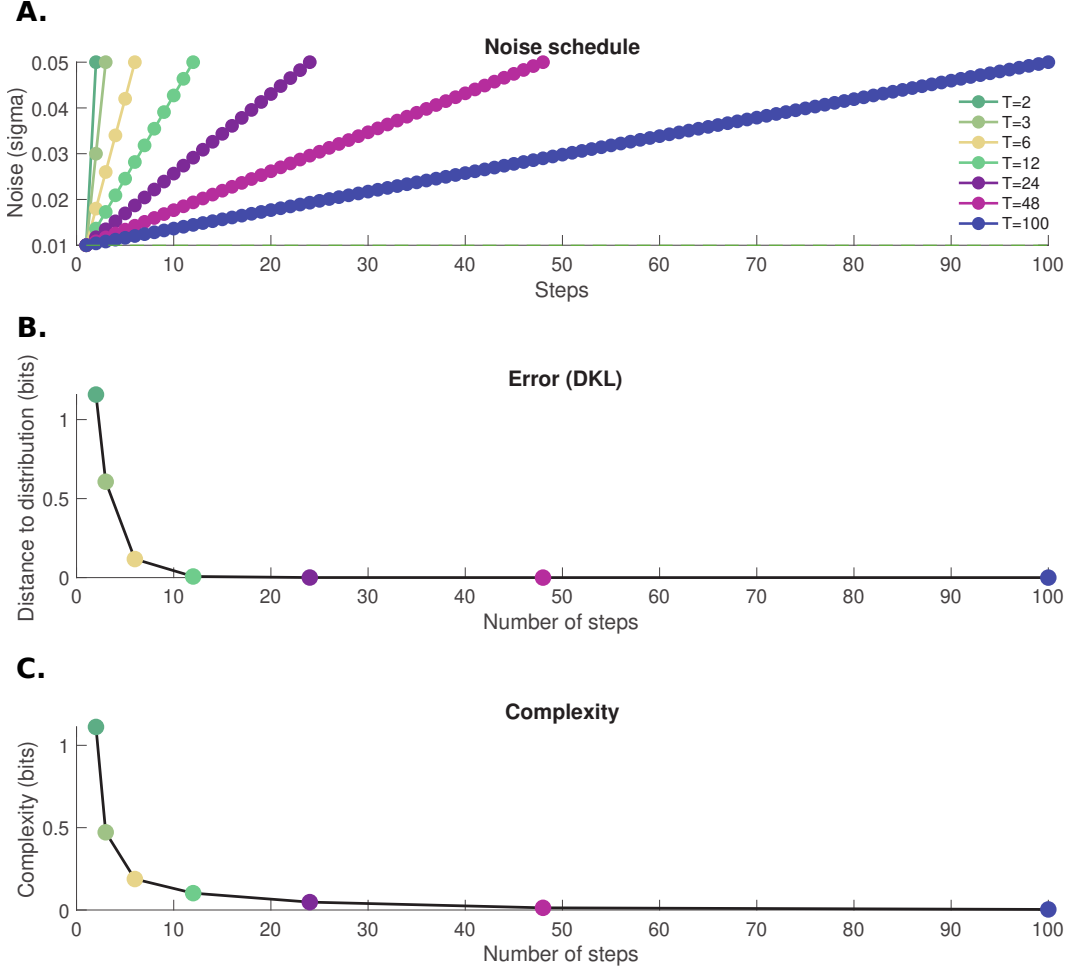 A.
Noise schedule
Noise (sigma)
0.05
0.04
0.03
0.02
0.01
0 10 20 30 40 50 60 70 80 90 100
Steps
T=2
T=3
T=6
T=12
T=24
T=48
T=100
B.
Error (DKL)
Distance to distribution (bits)
1
0.5
0
0 10 20 30 40 50 60 70 80 90 100
Number of steps
C.
Complexity
Complexity (bits)
1
0.5
0
0 10 20 30 40 50 60 70 80 90 100
Number of steps